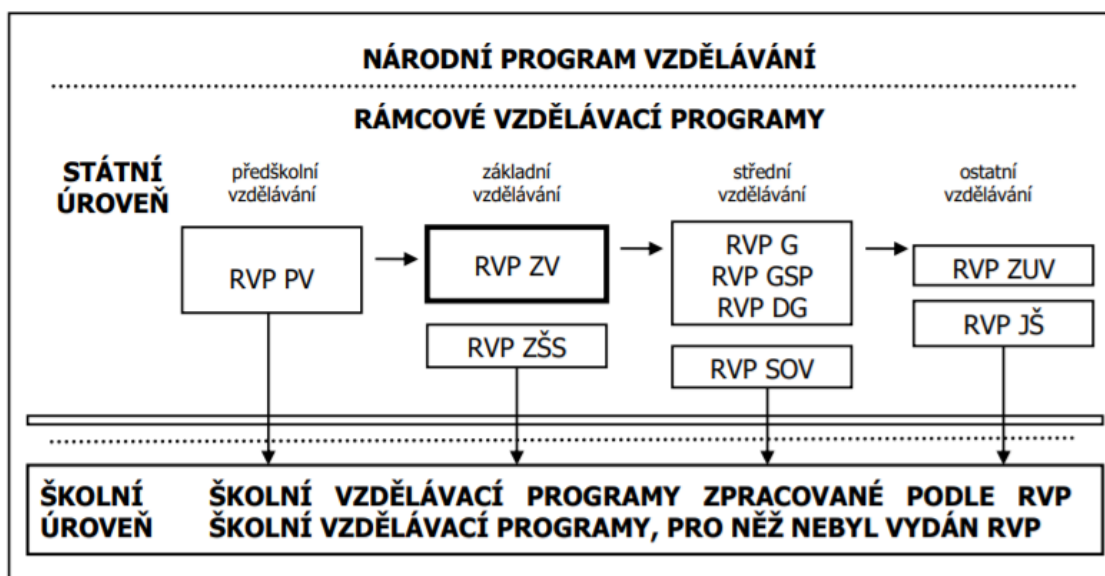 NÁRODNÍ PROGRAM VZDĚLÁVÁNÍ
RÁMCOVÉ VZDĚLÁVACÍ PROGRAMY
STÁTNÍ
ÚROVEŇ
předškolní
vzdělávání
základní
vzdělávání
střední
vzdělávání
ostatní
vzdělávání
RVP PV
RVP ZV
RVP ZŠS
RVP G
RVP GSP
RVP DG
RVP SOV
RVP ZUV
RVP JŠ
ŠKOLNÍ ŠKOLNÍ VZDĚLÁVACÍ PROGRAMY ZPRACOVANÉ PODLE RVP
ÚROVEŇ ŠKOLNÍ VZDĚLÁVACÍ PROGRAMY, PRO NĚŽ NEBYL VYDÁN RVP